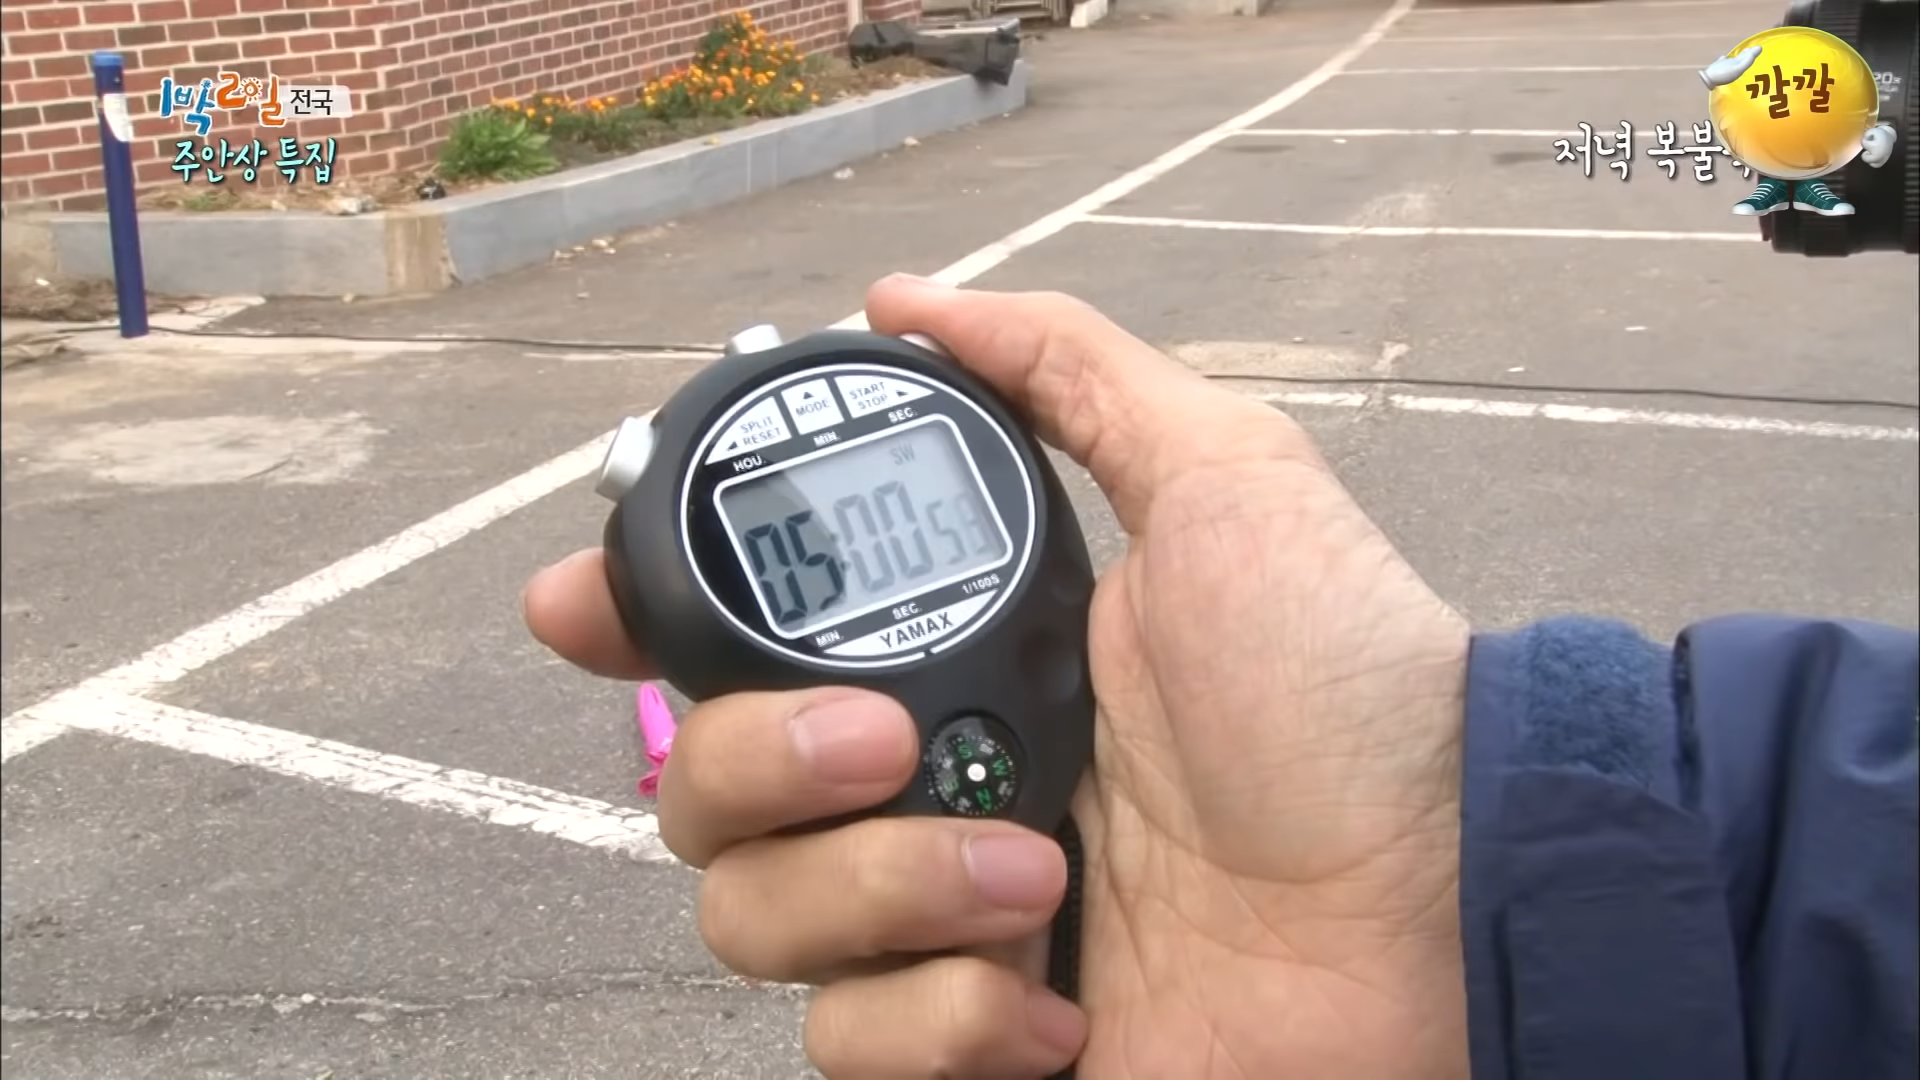 1박2일 전국
주안상 특집
깔깔
저녁 복불
20x
SPLIT
RESET
MODE
START
STOP
HOU. MIN. SEC.
SW
05:00 58
MIN. SEC. 1/100S
YAMAX
S
W
N